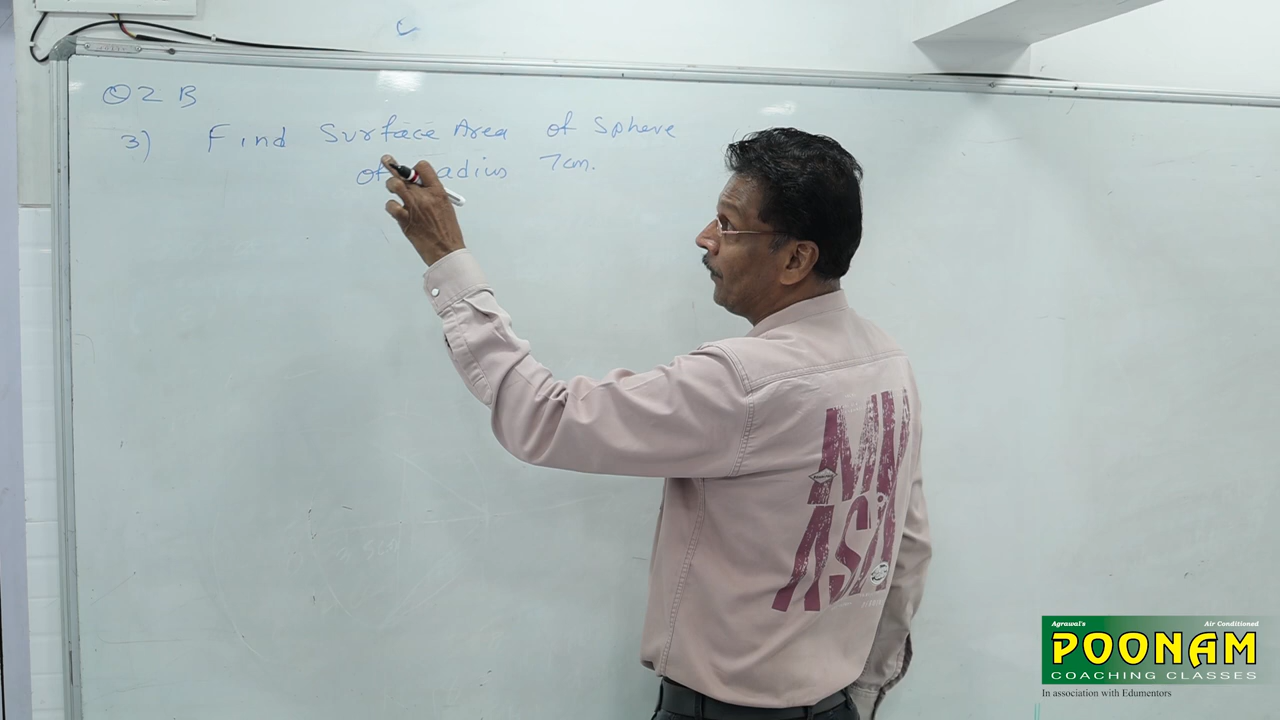 Q2 B
3) Find Surface Area of Sphere
of radius 7cm.
Agrawal's Air Conditioned
POONAM
COACHING CLASSES
In association with Edumentors